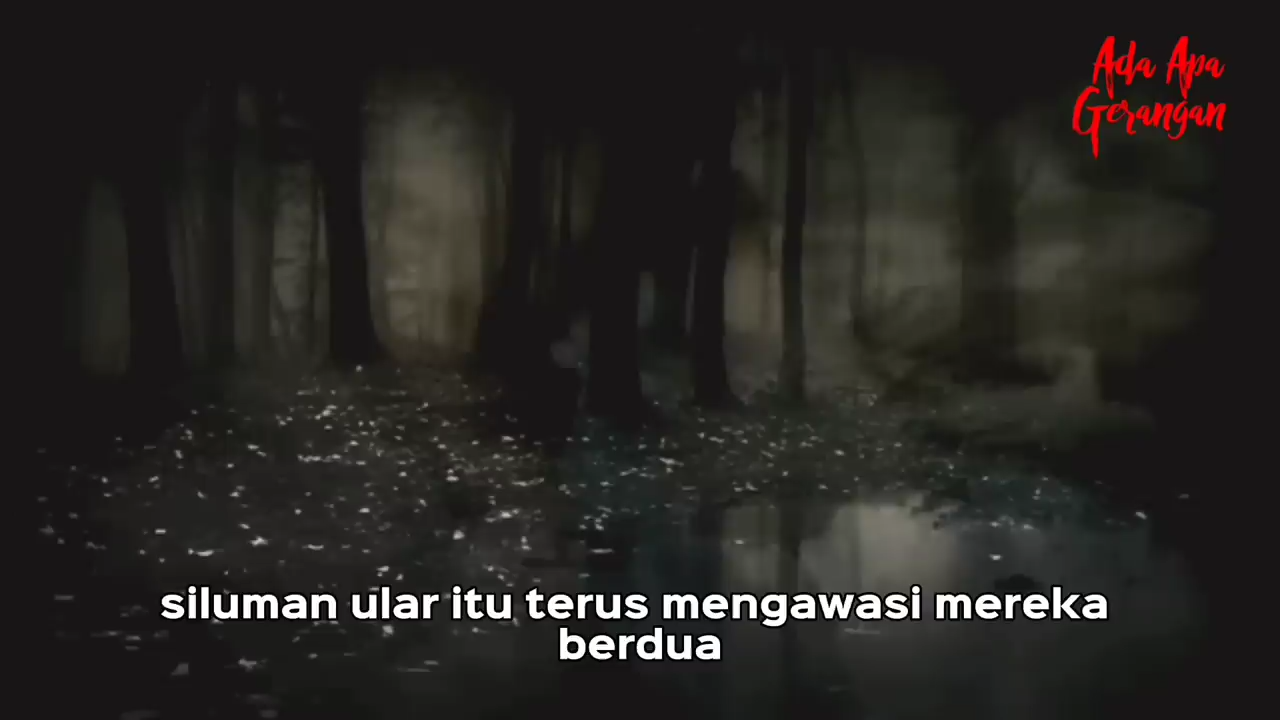 Ada Apa
Gerangan
siluman ular itu terus mengawasi mereka
berdua